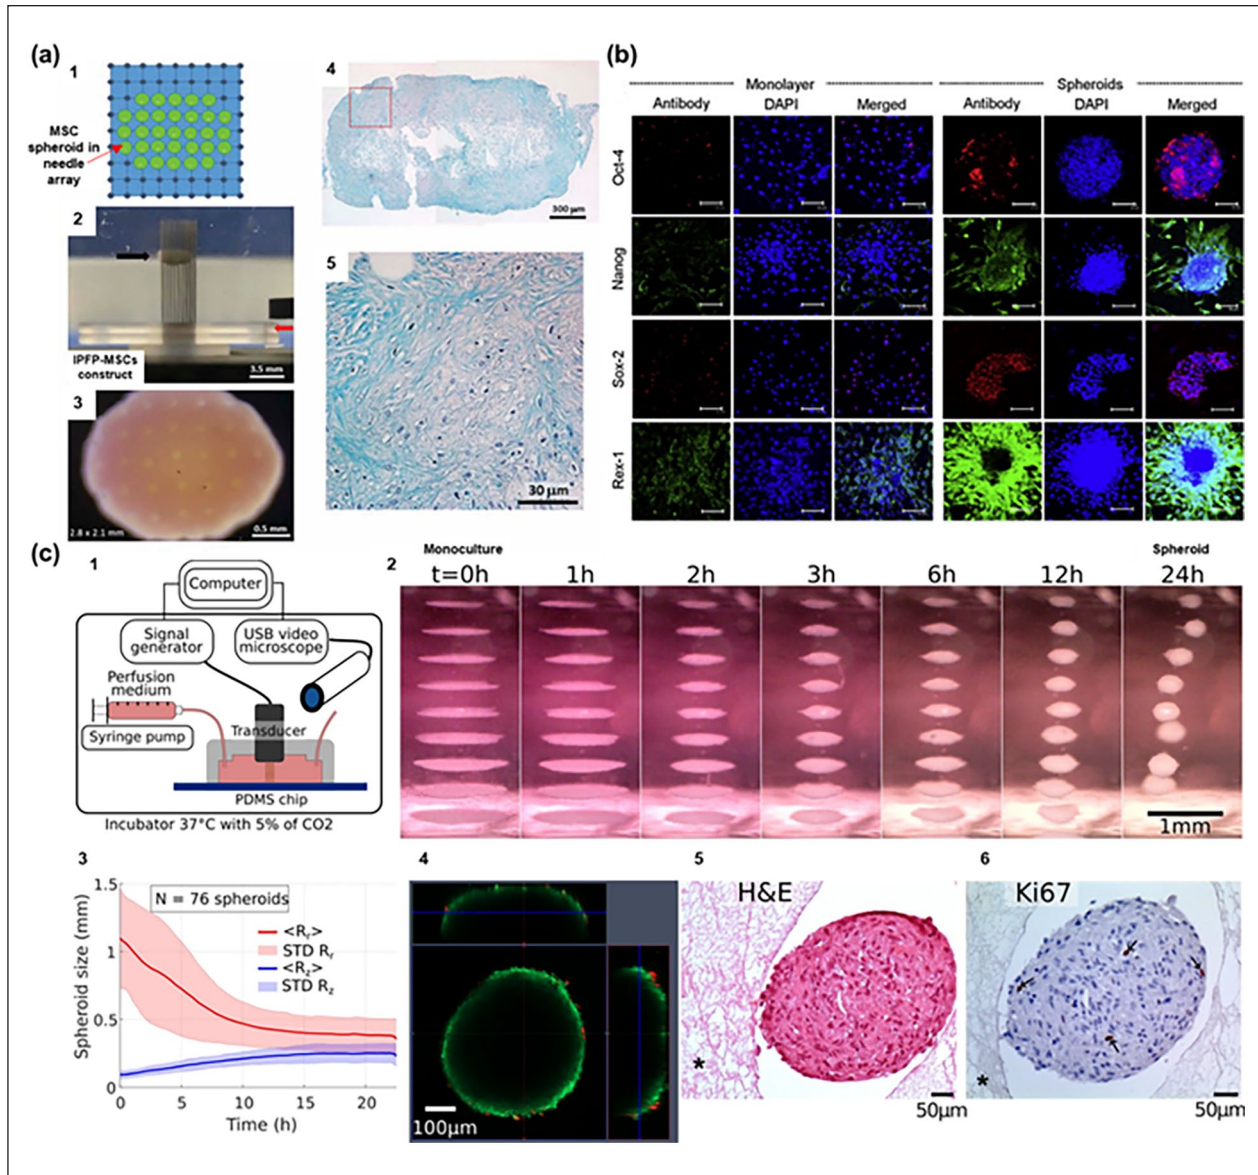 (a)
1
MSC
spheroid in
needle
array
2
IPFP-MSCs
construct
3.5 mm
3
2.8 x 2.1 mm
0.5 mm
4
300 µm
5
30 µm
(b)
Monolayer
Spheroids
Antibody DAPI Merged Antibody DAPI Merged
Oct-4
Nanog
Sox-2
Rex-1
(c)
1
Computer
Signal
generator
USB video
microscope
Perfusion
medium
Syringe pump
Transducer
PDMS chip
Incubator 37°C with 5% of CO2
2
Monoculture
Spheroid
t=0h 1h 2h 3h 6h 12h 24h
1mm
3
1.5
1
0.5
0
Spheroid size (mm)
N = 76 spheroids
<Rr>
STD Rr
<Rz>
STD Rz
0 5 10 15 20
Time (h)
4
100µm
5
H&E
*
50µm
6
Ki67
*
50µm